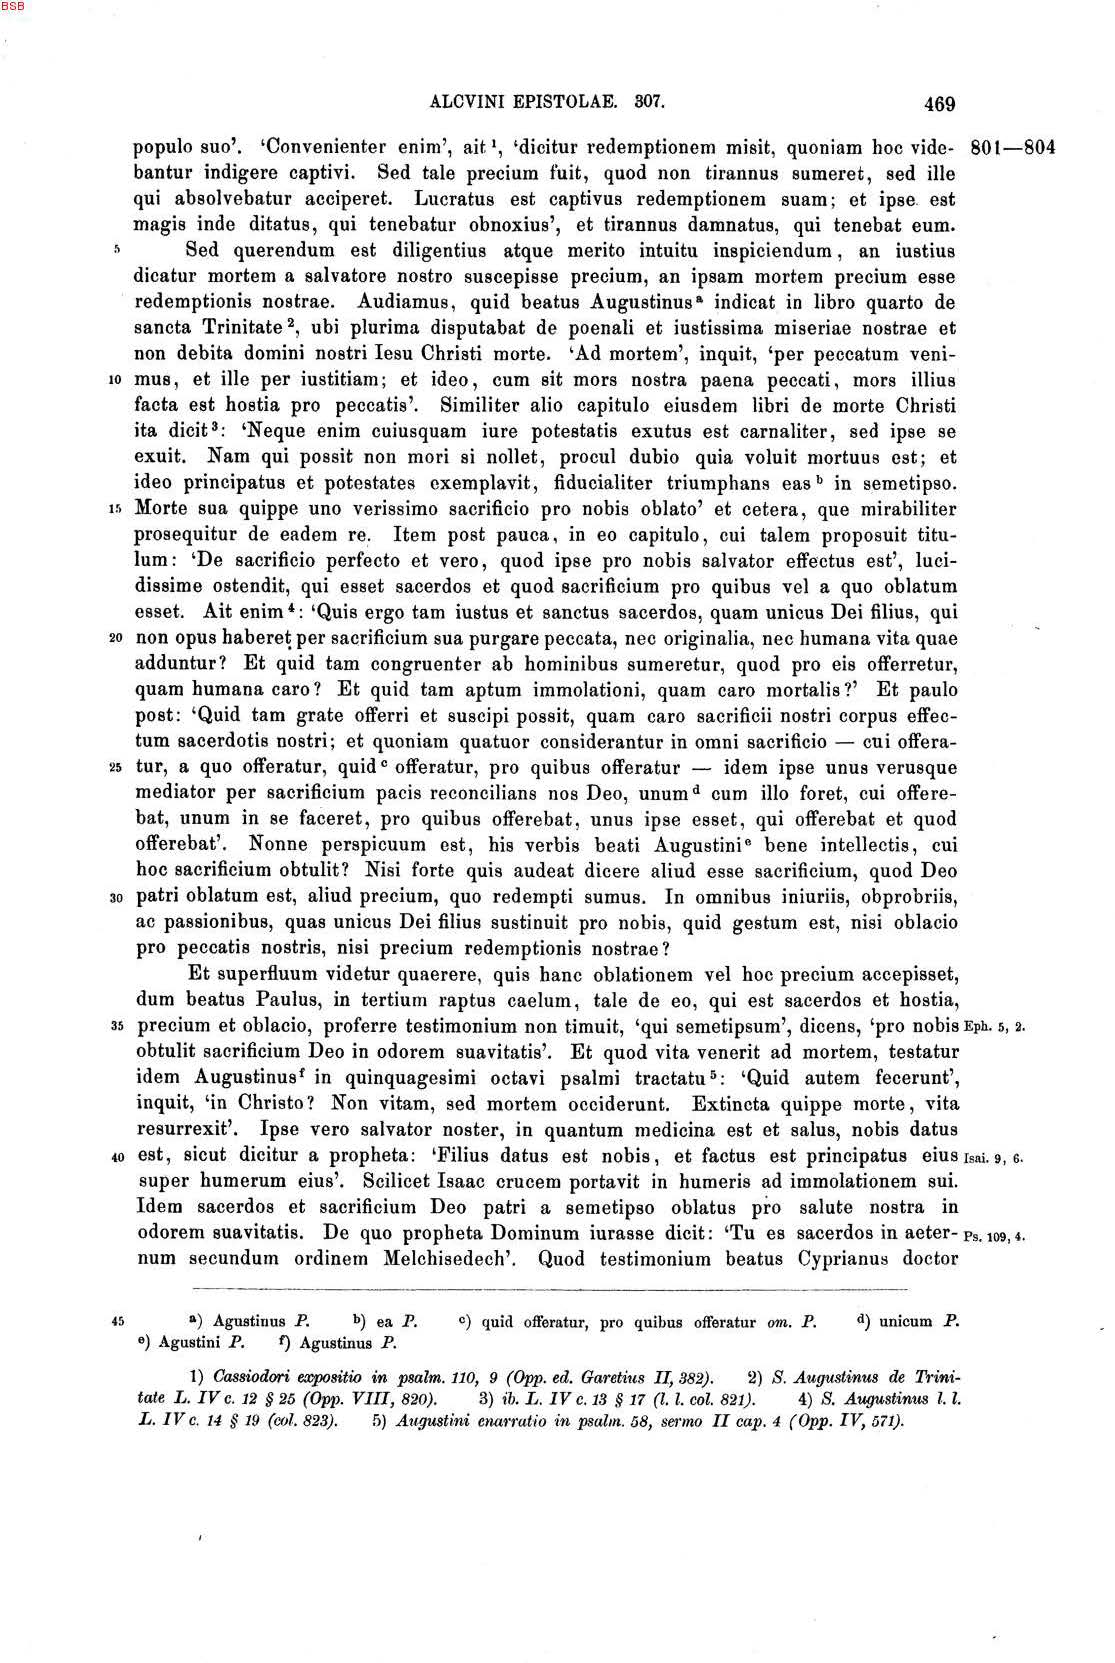 BSB
ALCVINI EPISTOLAE. 307. 469
populo suo’. ‘Convenienter enim’, ait¹, ‘dicitur redemptionem misit, quoniam hoc vide- 801—804
bantur indigere captivi. Sed tale precium fuit, quod non tirannus sumeret, sed ille
qui absolvebatur acciperet. Lucratus est captivus redemptionem suam; et ipse est
magis inde ditatus, qui tenebatur obnoxius’, et tirannus damnatus, qui tenebat eum.
5 Sed querendum est diligentius atque merito intuitu inspiciendum, an iustius
dicatur mortem a salvatore nostro suscepisse precium, an ipsam mortem precium esse
redemptionis nostrae. Audiamus, quid beatus Augustinusᵃ indicat in libro quarto de
sancta Trinitate², ubi plurima disputabat de poenali et iustissima miseriae nostrae et
non debita domini nostri Iesu Christi morte. ‘Ad mortem’, inquit, ‘per peccatum veni-
10 mus, et ille per iustitiam; et ideo, cum sit mors nostra paena peccati, mors illius
facta est hostia pro peccatis’. Similiter alio capitulo eiusdem libri de morte Christi
ita dicit³: ‘Neque enim cuiusquam iure potestatis exutus est carnaliter, sed ipse se
exuit. Nam qui possit non mori si nollet, procul dubio quia voluit mortuus est; et
ideo principatus et potestates exemplavit, fiducialiter triumphans easᵇ in semetipso.
15 Morte sua quippe uno verissimo sacrificio pro nobis oblato’ et cetera, que mirabiliter
prosequitur de eadem re. Item post pauca, in eo capitulo, cui talem proposuit titu-
lum: ‘De sacrificio perfecto et vero, quod ipse pro nobis salvator effectus est’, luci-
dissime ostendit, qui esset sacerdos et quod sacrificium pro quibus vel a quo oblatum
esset. Ait enim⁴: ‘Quis ergo tam iustus et sanctus sacerdos, quam unicus Dei filius, qui
20 non opus haberet per sacrificium sua purgare peccata, nec originalia, nec humana vita quae
adduntur? Et quid tam congruenter ab hominibus sumeretur, quod pro eis offerretur,
quam humana caro? Et quid tam aptum immolationi, quam caro mortalis?’ Et paulo
post: ‘Quid tam grate offerri et suscipi possit, quam caro sacrificii nostri corpus effec-
tum sacerdotis nostri; et quoniam quatuor considerantur in omni sacrificio — cui offera-
25 tur, a quo offeratur, quidᶜ offeratur, pro quibus offeratur — idem ipse unus verusque
mediator per sacrificium pacis reconcilians nos Deo, unumᵈ cum illo foret, cui offere-
bat, unum in se faceret, pro quibus offerebat, unus ipse esset, qui offerebat et quod
offerebat’. Nonne perspicuum est, his verbis beati Augustiniᵉ bene intellectis, cui
hoc sacrificium obtulit? Nisi forte quis audeat dicere aliud esse sacrificium, quod Deo
30 patri oblatum est, aliud precium, quo redempti sumus. In omnibus iniuriis, obprobriis,
ac passionibus, quas unicus Dei filius sustinuit pro nobis, quid gestum est, nisi oblacio
pro peccatis nostris, nisi precium redemptionis nostrae?
Et superfluum videtur quaerere, quis hanc oblationem vel hoc precium accepisset,
dum beatus Paulus, in tertium raptus caelum, tale de eo, qui est sacerdos et hostia,
35 precium et oblacio, proferre testimonium non timuit, ‘qui semetipsum’, dicens, ‘pro nobis Eph. 5, 2.
obtulit sacrificium Deo in odorem suavitatis’. Et quod vita venerit ad mortem, testatur
idem Augustinusᶠ in quinquagesimi octavi psalmi tractatu⁵: ‘Quid autem fecerunt’,
inquit, ‘in Christo? Non vitam, sed mortem occiderunt. Extincta quippe morte, vita
resurrexit’. Ipse vero salvator noster, in quantum medicina est et salus, nobis datus
40 est, sicut dicitur a propheta: ‘Filius datus est nobis, et factus est principatus eius Isai. 9, 6.
super humerum eius’. Scilicet Isaac crucem portavit in humeris ad immolationem sui.
Idem sacerdos et sacrificium Deo patri a semetipso oblatus pro salute nostra in
odorem suavitatis. De quo propheta Dominum iurasse dicit: ‘Tu es sacerdos in aeter- Ps. 109, 4.
num secundum ordinem Melchisedech’. Quod testimonium beatus Cyprianus doctor
45 ᵃ) Agustinus P. ᵇ) ea P. ᶜ) quid offeratur, pro quibus offeratur om. P. ᵈ) unicum P.
ᵉ) Agustini P. ᶠ) Agustinus P.
1) Cassiodori expositio in psalm. 110, 9 (Opp. ed. Garetius II, 382). 2) S. Augustinus de Trini-
tate L. IV c. 12 § 25 (Opp. VIII, 820). 3) ib. L. IV c. 13 § 17 (l. l. col. 821). 4) S. Augustinus l. l.
L. IV c. 14 § 19 (col. 823). 5) Augustini enarratio in psalm. 58, sermo II cap. 4 (Opp. IV, 571).